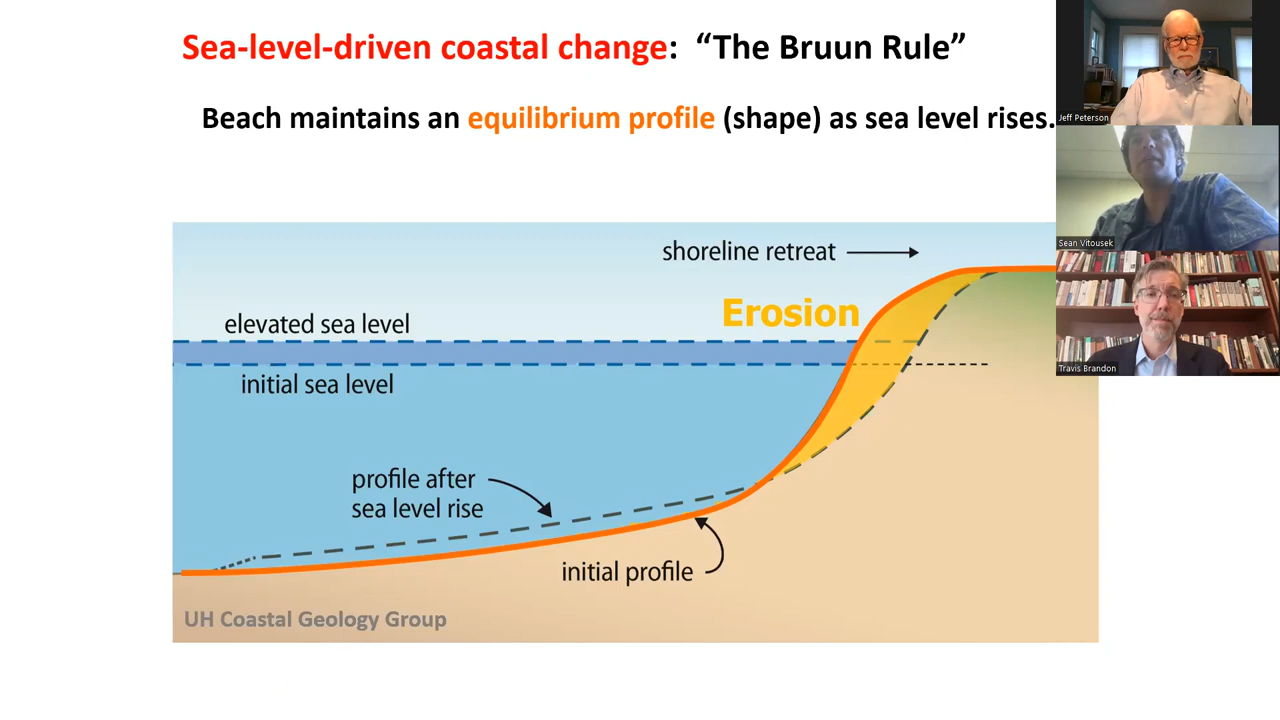 Sea-level-driven coastal change: “The Bruun Rule”
Beach maintains an equilibrium profile (shape) as sea level rises.
Jeff Peterson
Sean Vitousek
Travis Brandon
shoreline retreat
Erosion
elevated sea level
initial sea level
profile after
sea level rise
initial profile
UH Coastal Geology Group